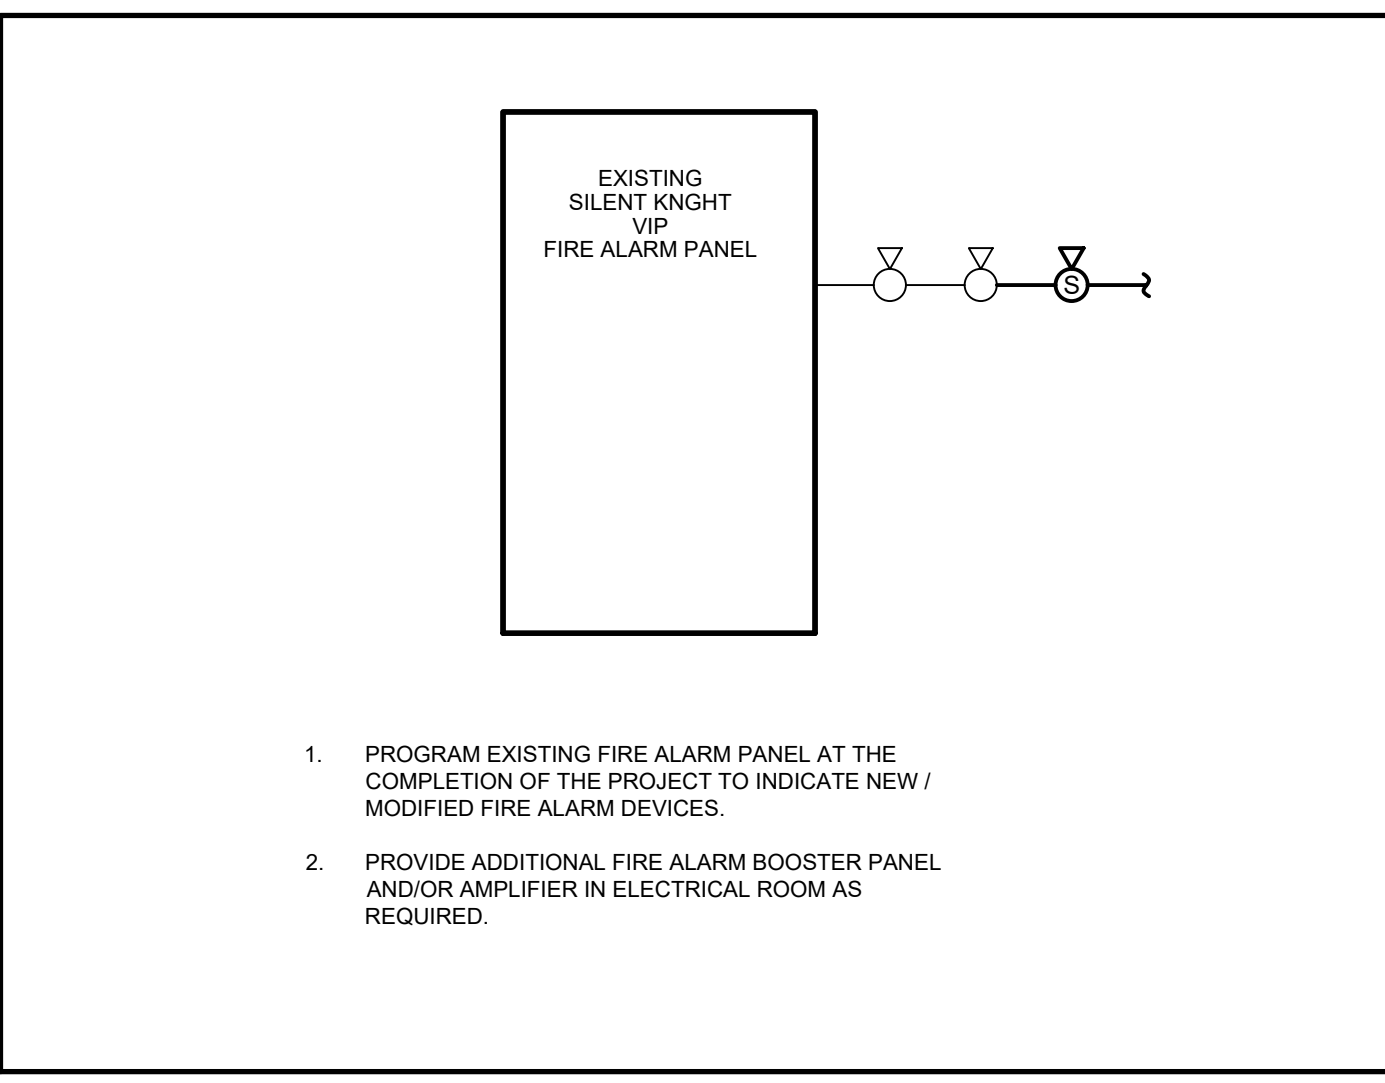 EXISTING
SILENT KNGHT
VIP
FIRE ALARM PANEL
S
1. PROGRAM EXISTING FIRE ALARM PANEL AT THE
COMPLETION OF THE PROJECT TO INDICATE NEW /
MODIFIED FIRE ALARM DEVICES.
2. PROVIDE ADDITIONAL FIRE ALARM BOOSTER PANEL
AND/OR AMPLIFIER IN ELECTRICAL ROOM AS
REQUIRED.